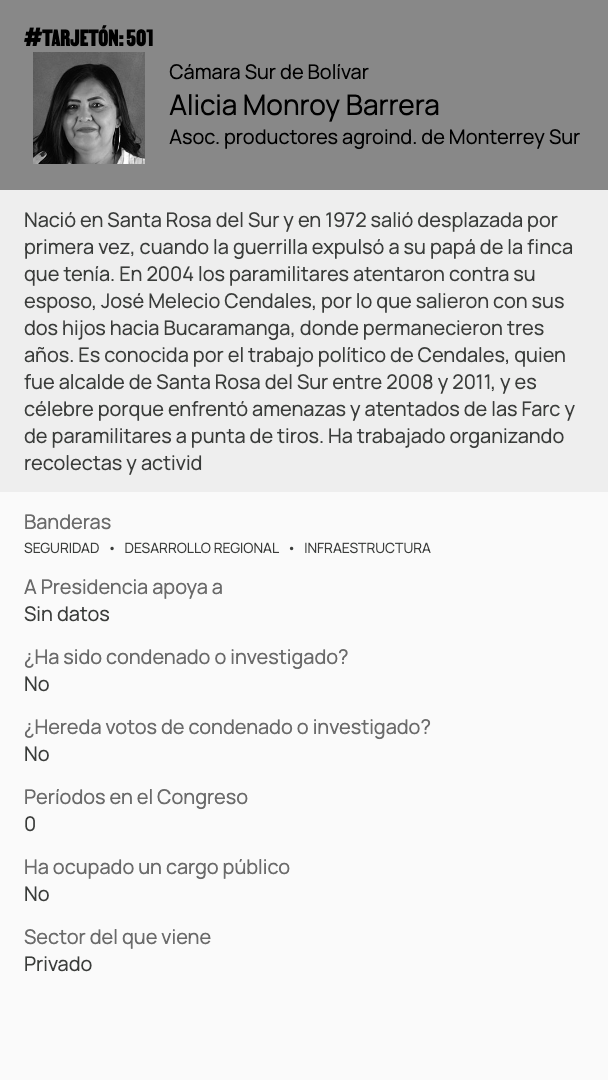 #TARJETÓN: 501
Cámara Sur de Bolívar
Alicia Monroy Barrera
Asoc. productores agroind. de Monterrey Sur
Nació en Santa Rosa del Sur y en 1972 salió desplazada por
primera vez, cuando la guerrilla expulsó a su papá de la finca
que tenía. En 2004 los paramilitares atentaron contra su
esposo, José Melecio Cendales, por lo que salieron con sus
dos hijos hacia Bucaramanga, donde permanecieron tres
años. Es conocida por el trabajo político de Cendales, quien
fue alcalde de Santa Rosa del Sur entre 2008 y 2011, y es
célebre porque enfrentó amenazas y atentados de las Farc y
de paramilitares a punta de tiros. Ha trabajado organizando
recolectas y activid
Banderas
SEGURIDAD • DESARROLLO REGIONAL • INFRAESTRUCTURA
A Presidencia apoya a
Sin datos
¿Ha sido condenado o investigado?
No
¿Hereda votos de condenado o investigado?
No
Períodos en el Congreso
0
Ha ocupado un cargo público
No
Sector del que viene
Privado